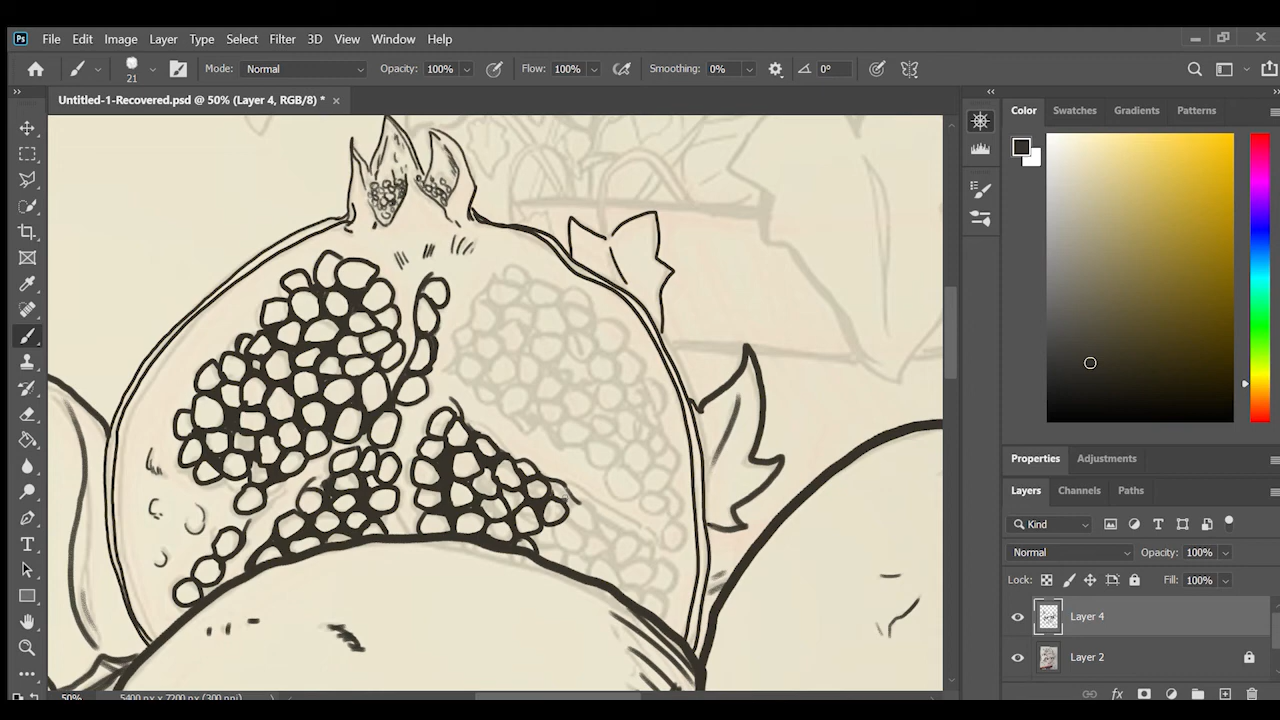 Ps File Edit Image Layer Type Select Filter 3D View Window Help
21 Mode: Normal Opacity: 100% Flow: 100% Smoothing: 0% 0°
Untitled-1-Recovered.psd @ 50% (Layer 4, RGB/8) * ×
Color Swatches Gradients Patterns
Properties Adjustments
Layers Channels Paths
Kind
Normal Opacity: 100%
Lock: Fill: 100%
Layer 4
Layer 2
50% 5400 px x 7200 px (300 ppi)
fx